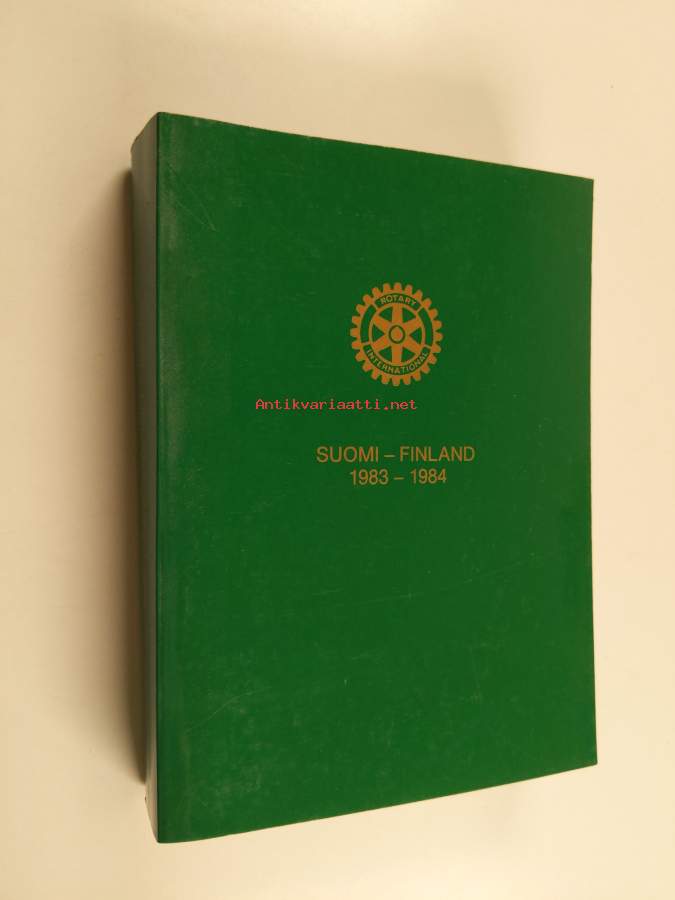 ROTARY
INTERNATIONAL
Antikvariaatti.net
SUOMI – FINLAND
1983 – 1984